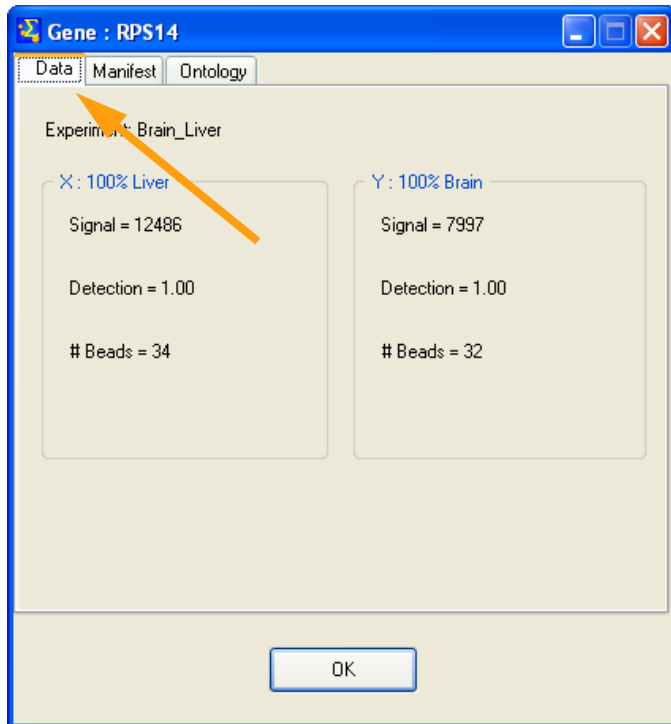 Gene : RPS14
Data Manifest Ontology
Experiment: Brain_Liver
X : 100% Liver
Signal = 12486
Detection = 1.00
# Beads = 34
Y : 100% Brain
Signal = 7997
Detection = 1.00
# Beads = 32
OK